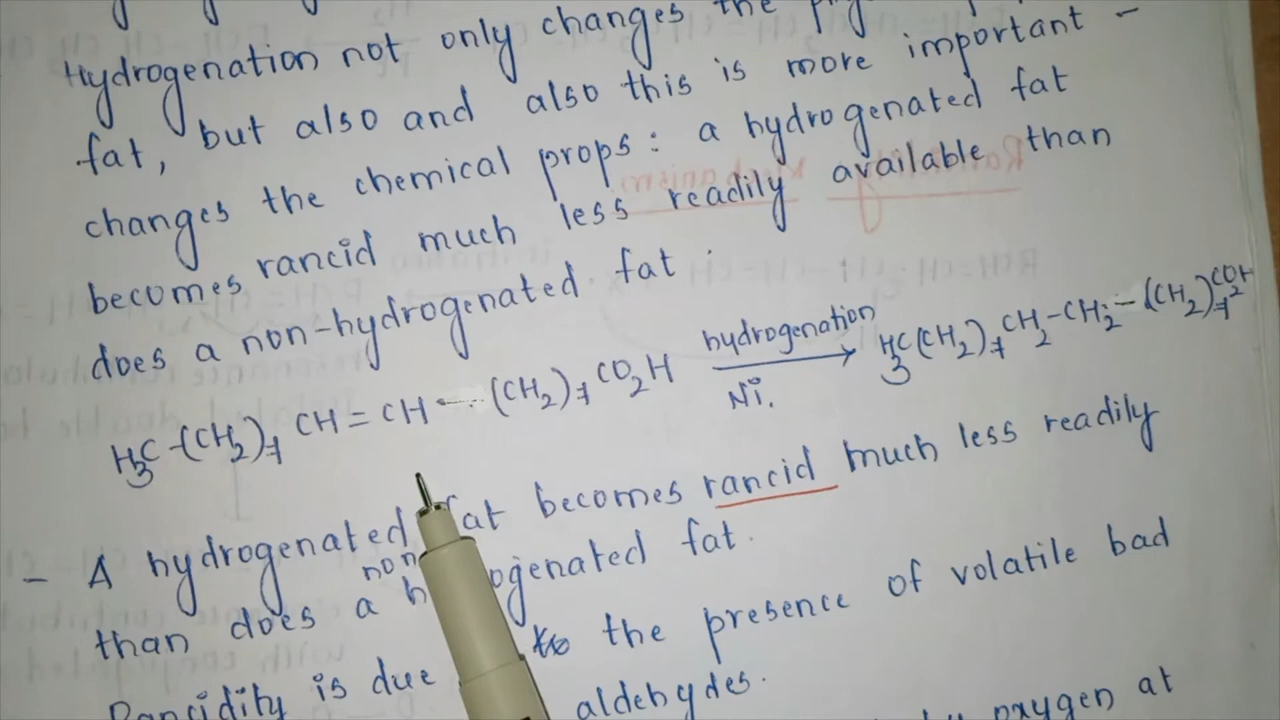 Hydrogenation not only changes the
fat, but also and also this is more important -
changes the chemical props: a hydrogenated fat
becomes rancid much less readily available than
does a non-hydrogenated fat.
H3C-(CH2)7 CH=CH-(CH2)7 CO2H hydrogenation Ni. H3C(CH2)7 CH2-CH2-(CH2)7 CO2H
- A hydrogenated fat becomes rancid much less readily
than does a non fat.
Rancidity is due to the presence of volatile bad
aldehydes.
oxygen at